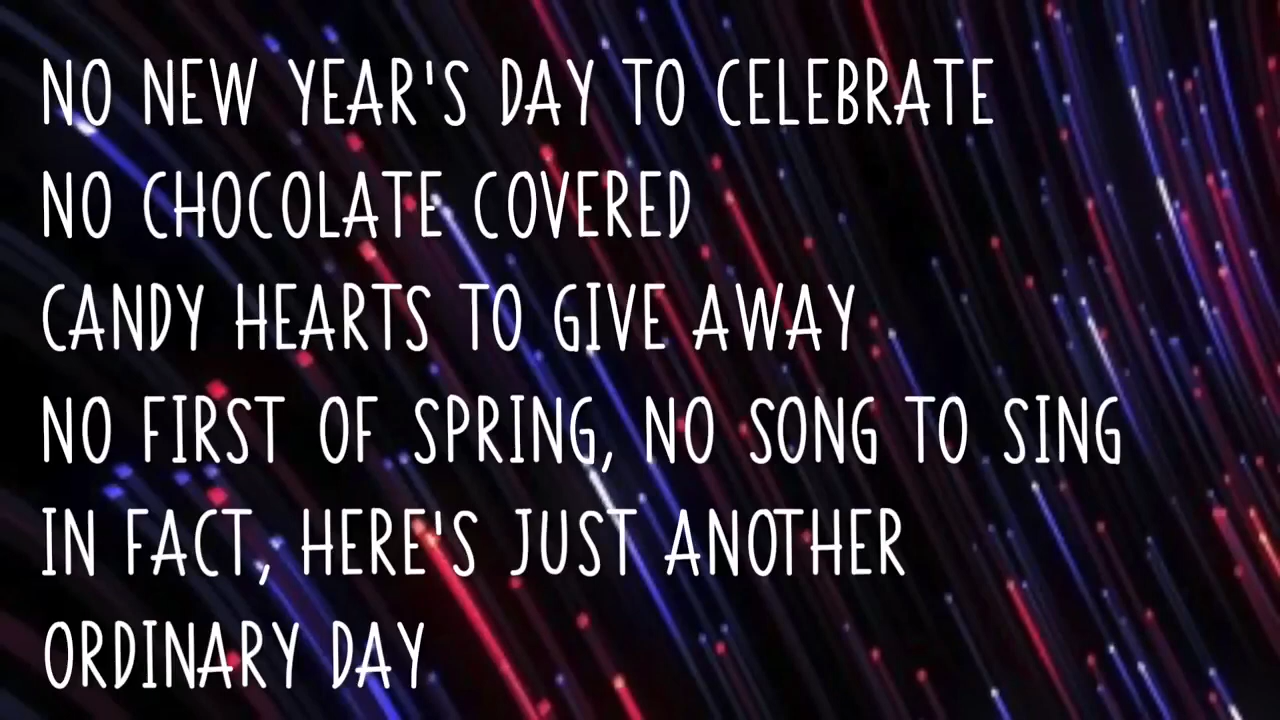 NO NEW YEAR'S DAY TO CELEBRATE
NO CHOCOLATE COVERED
CANDY HEARTS TO GIVE AWAY
NO FIRST OF SPRING, NO SONG TO SING
IN FACT, HERE'S JUST ANOTHER
ORDINARY DAY